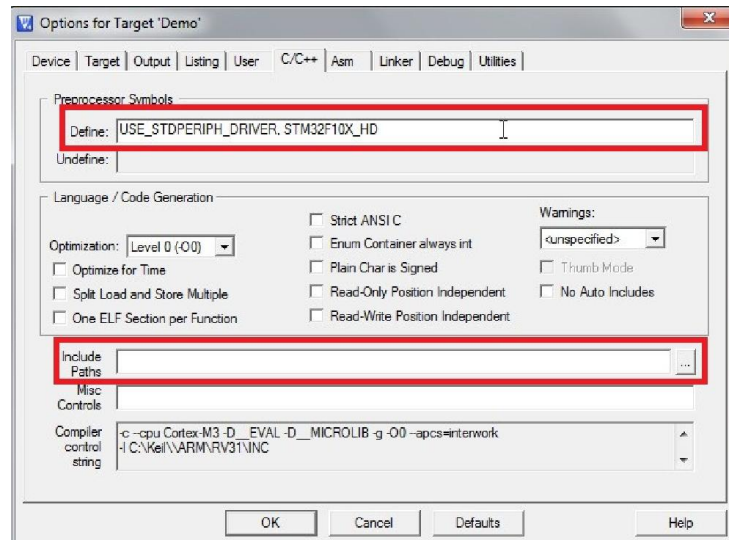 Options for Target 'Demo'
Device Target Output Listing User C/C++ Asm Linker Debug Utilities
Preprocessor Symbols
Define: USE_STDPERIPH_DRIVER, STM32F10X_HD
Undefine:
Language / Code Generation
Optimization: Level 0 (-O0)
Optimize for Time
Split Load and Store Multiple
One ELF Section per Function
Strict ANSI C
Enum Container always int
Plain Char is Signed
Read-Only Position Independent
Read-Write Position Independent
Warnings:
<unspecified>
Thumb Mode
No Auto Includes
Include Paths
...
Misc Controls
Compiler control string
-c --cpu Cortex-M3 -D__EVAL -D__MICROLIB -g -O0 --apcs=interwork
-I C:\Keil\\ARM\RV31\INC
OK Cancel Defaults Help